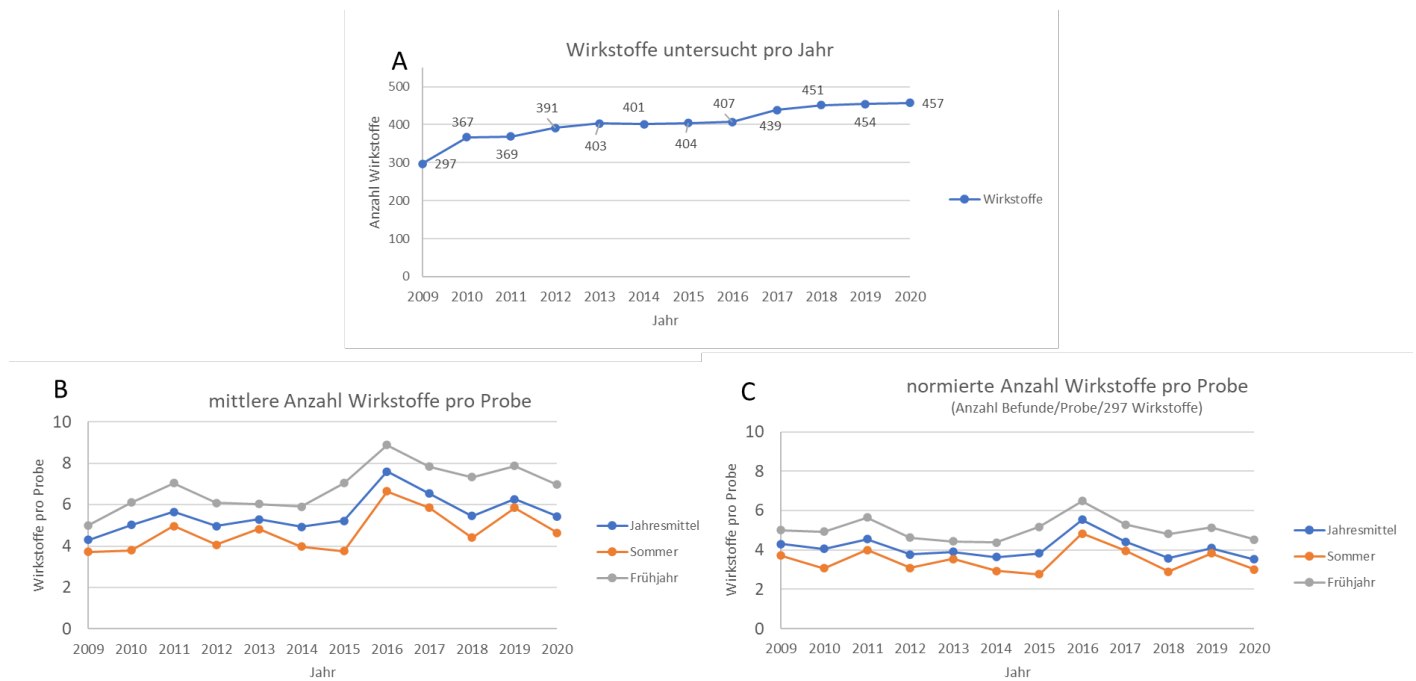 A
Wirkstoffe untersucht pro Jahr
Anzahl Wirkstoffe
500
400
300
200
100
0
297
367
369
391
403
401
404
407
439
451
454
457
2009 2010 2011 2012 2013 2014 2015 2016 2017 2018 2019 2020
Jahr
Wirkstoffe
B
mittlere Anzahl Wirkstoffe pro Probe
Wirkstoffe pro Probe
10
8
6
4
2
0
2009 2010 2011 2012 2013 2014 2015 2016 2017 2018 2019 2020
Jahr
Jahresmittel
Sommer
Frühjahr
C
normierte Anzahl Wirkstoffe pro Probe
(Anzahl Befunde/Probe/297 Wirkstoffe)
Wirkstoffe pro Probe
10
8
6
4
2
0
2009 2010 2011 2012 2013 2014 2015 2016 2017 2018 2019 2020
Jahr
Jahresmittel
Sommer
Frühjahr